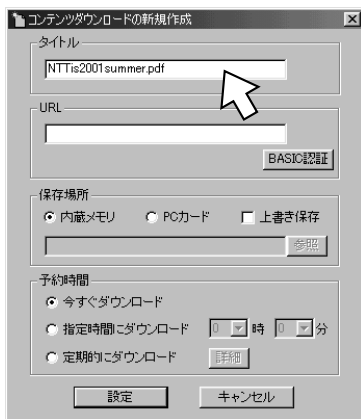 コンテンツダウンロードの新規作成
タイトル
NTTis2001summer.pdf
URL
BASIC認証
保存場所
内蔵メモリ PCカード 上書き保存
参照
予約時間
今すぐダウンロード
指定時間にダウンロード 0 時 0 分
定期的にダウンロード 詳細
設定 キャンセル